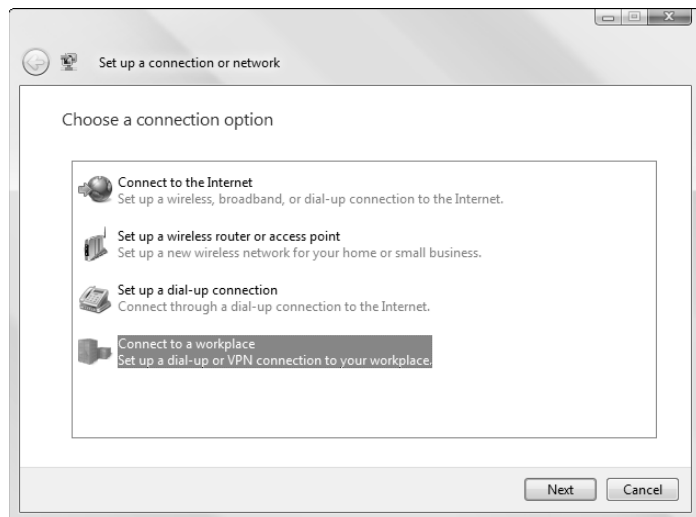 Set up a connection or network
Choose a connection option
Connect to the Internet
Set up a wireless, broadband, or dial-up connection to the Internet.
Set up a wireless router or access point
Set up a new wireless network for your home or small business.
Set up a dial-up connection
Connect through a dial-up connection to the Internet.
Connect to a workplace
Set up a dial-up or VPN connection to your workplace.
Next
Cancel